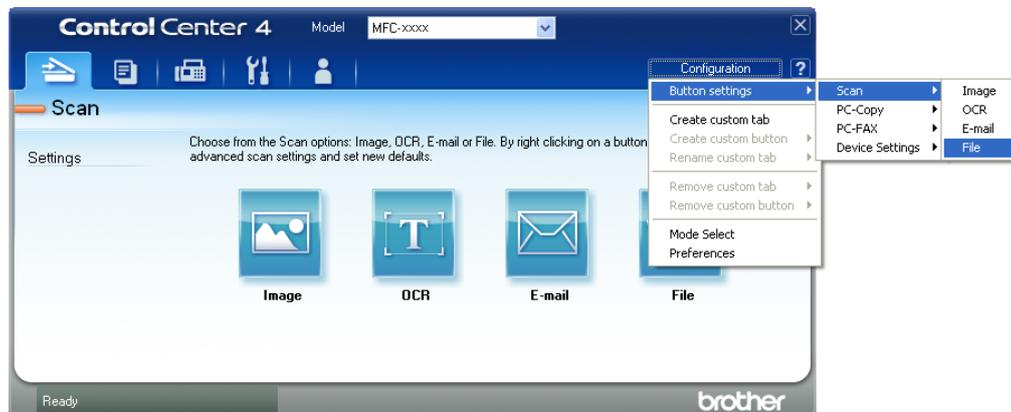 Control Center 4
Model
MFC-xxxx
Configuration
?
Button settings
Create custom tab
Create custom button
Rename custom tab
Remove custom tab
Remove custom button
Mode Select
Preferences
Scan
PC-Copy
PC-FAX
Device Settings
Image
OCR
E-mail
File
Scan
Settings
Choose from the Scan options: Image, OCR, E-mail or File. By right clicking on a button
advanced scan settings and set new defaults.
T
Image
OCR
E-mail
File
Ready
brother